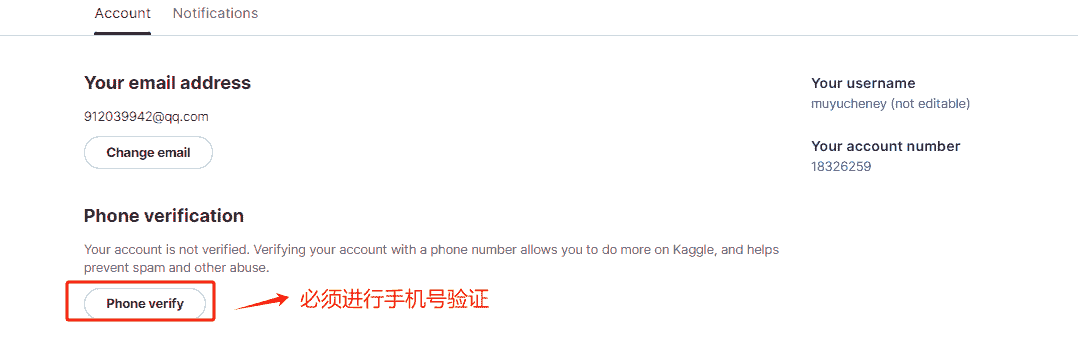 Account Notifications
Your email address
912039942@qq.com
Change email
Phone verification
Your account is not verified. Verifying your account with a phone number allows you to do more on Kaggle, and helps
prevent spam and other abuse.
Phone verify
必须进行手机号验证
Your username
muyucheney (not editable)
Your account number
18326259